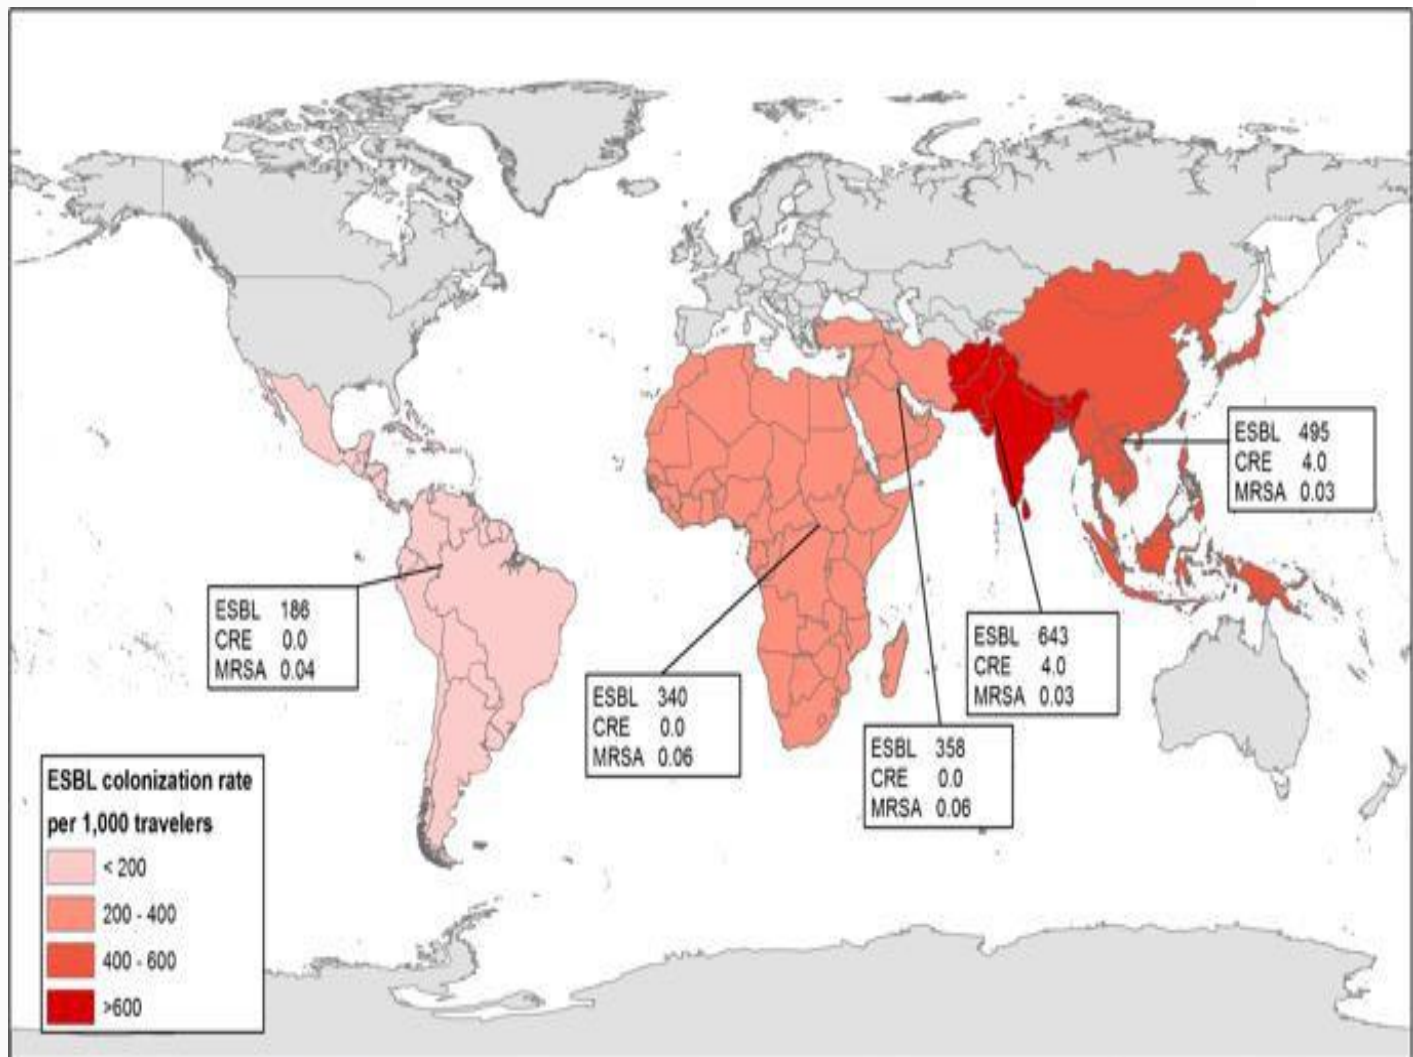 ESBL 495
CRE 4.0
MRSA 0.03
ESBL 186
CRE 0.0
MRSA 0.04
ESBL 340
CRE 0.0
MRSA 0.06
ESBL 643
CRE 4.0
MRSA 0.03
ESBL 358
CRE 0.0
MRSA 0.06
ESBL colonization rate
per 1,000 travelers
< 200
200 - 400
400 - 600
>600